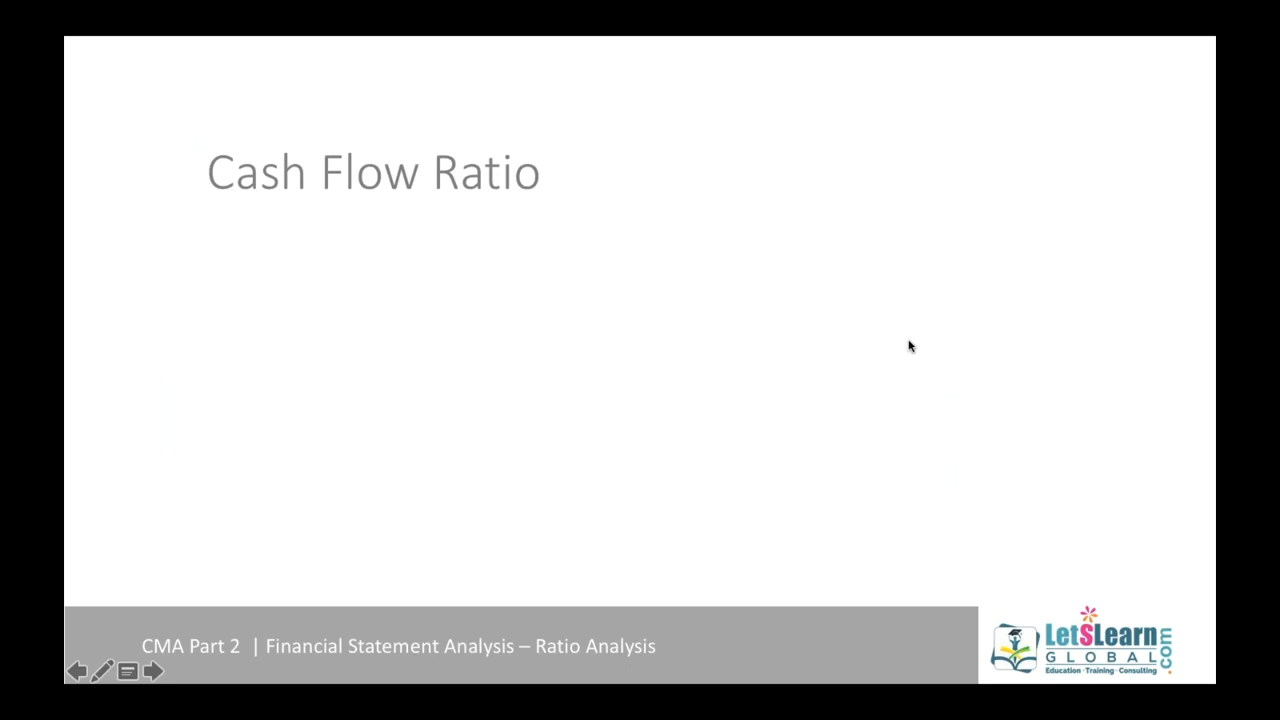 Cash Flow Ratio
CMA Part 2 | Financial Statement Analysis – Ratio Analysis
LetSLearn
GLOBAL
.com
Education · Training · Consulting